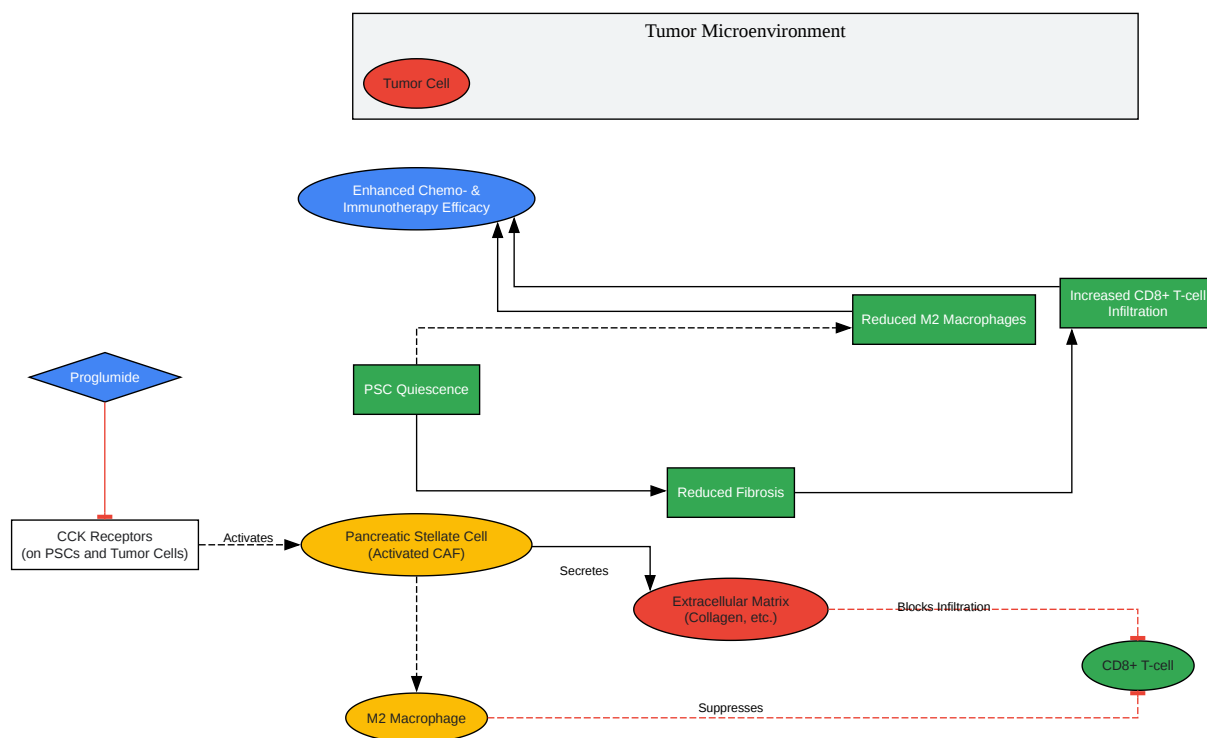 Tumor Microenvironment
Tumor Cell
Enhanced Chemo- &
Immunotherapy Efficacy
Increased CD8+ T-cell
Infiltration
Reduced M2 Macrophages
Proglumide
PSC Quiescence
Reduced Fibrosis
CCK Receptors
(on PSCs and Tumor Cells)
Activates
Pancreatic Stellate Cell
(Activated CAF)
Secretes
Extracellular Matrix
(Collagen, etc.)
Blocks Infiltration
CD8+ T-cell
Suppresses
M2 Macrophage